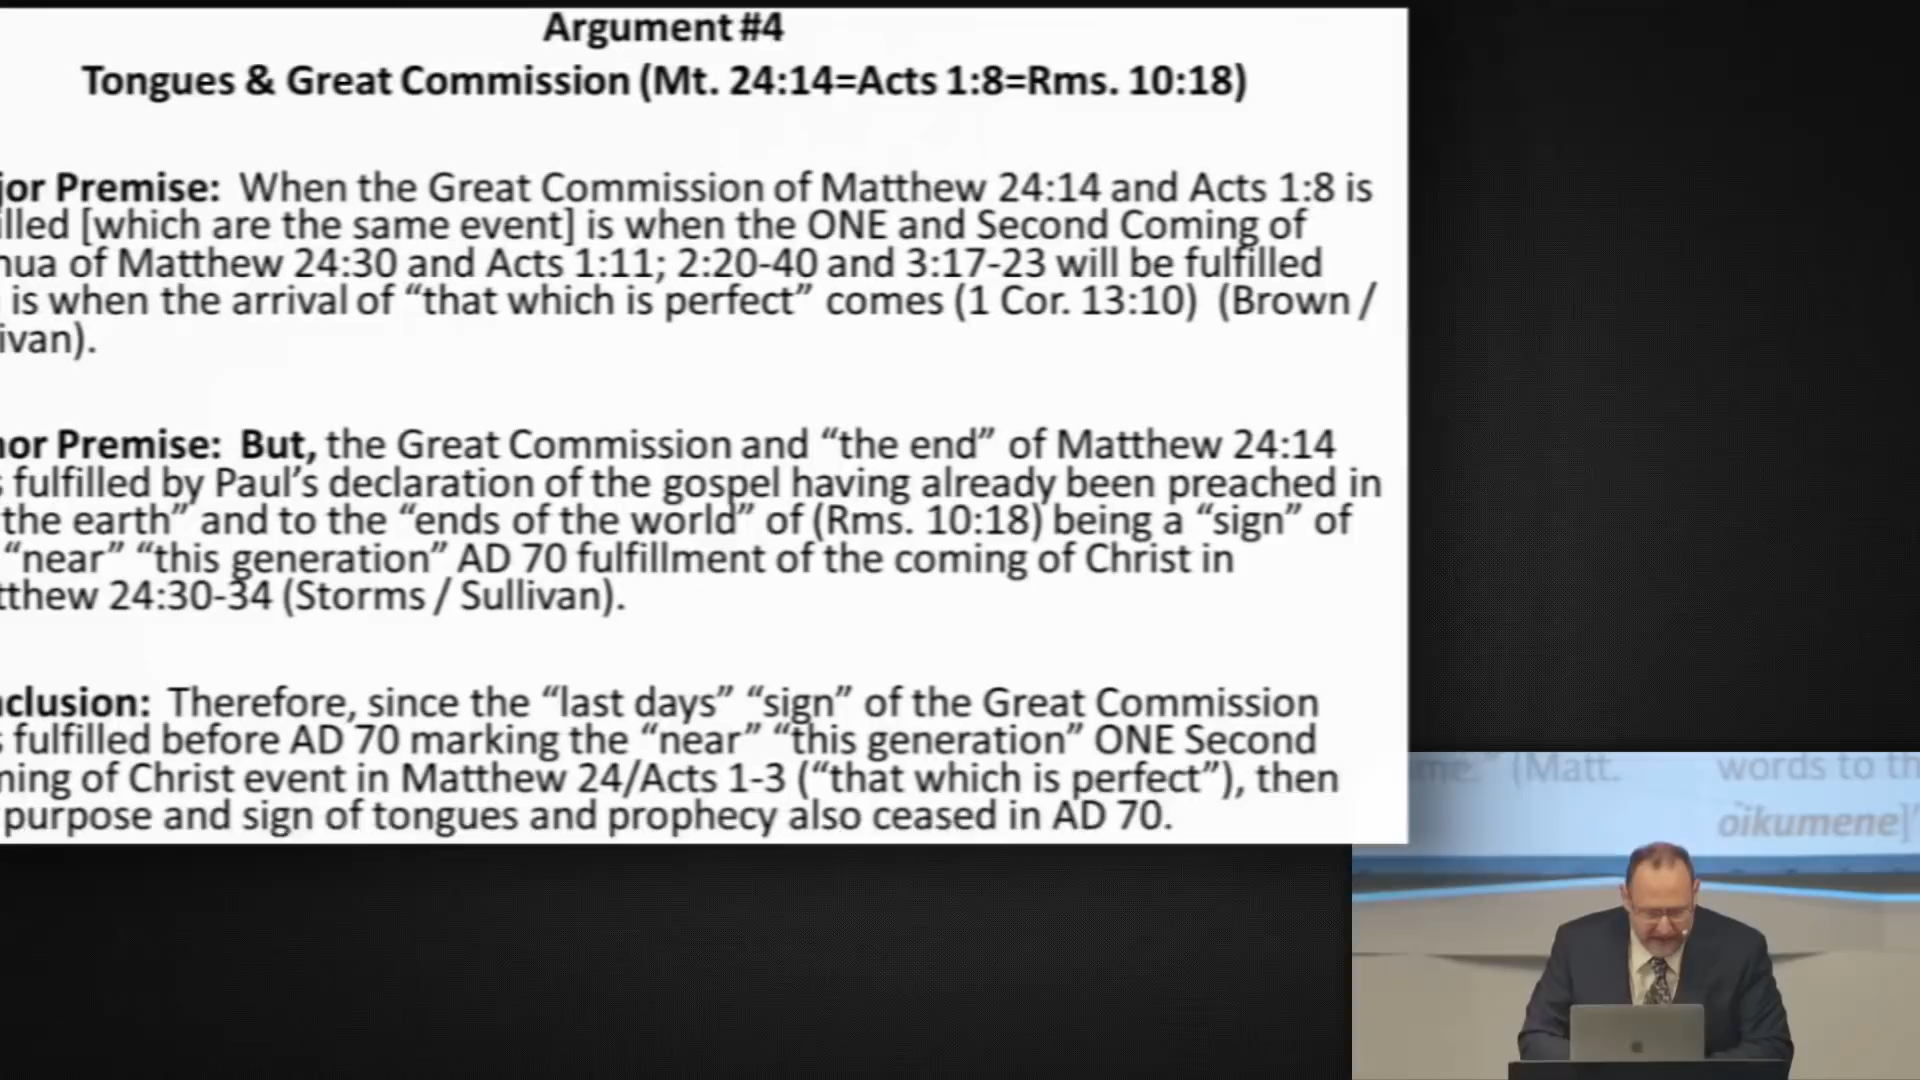 Argument #4
Tongues & Great Commission (Mt. 24:14=Acts 1:8=Rms. 10:18)
jor Premise: When the Great Commission of Matthew 24:14 and Acts 1:8 is
illed [which are the same event] is when the ONE and Second Coming of
hua of Matthew 24:30 and Acts 1:11; 2:20-40 and 3:17-23 will be fulfilled
is when the arrival of “that which is perfect” comes (1 Cor. 13:10) (Brown /
ivan).
nor Premise: But, the Great Commission and “the end” of Matthew 24:14
s fulfilled by Paul’s declaration of the gospel having already been preached in
the earth” and to the “ends of the world” of (Rms. 10:18) being a “sign” of
“near” “this generation” AD 70 fulfillment of the coming of Christ in
tthew 24:30-34 (Storms / Sullivan).
nclusion: Therefore, since the “last days” “sign” of the Great Commission
s fulfilled before AD 70 marking the “near” “this generation” ONE Second
ming of Christ event in Matthew 24/Acts 1-3 (“that which is perfect”), then
purpose and sign of tongues and prophecy also ceased in AD 70.
me.” (Matt.
words to th
oikumene]”